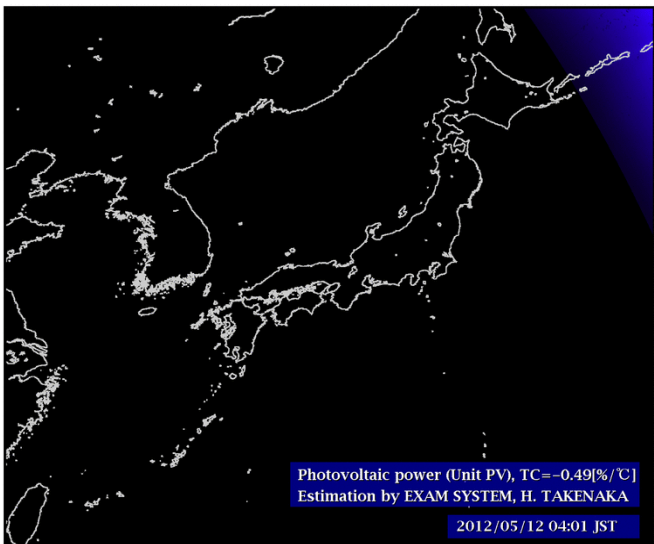 Photovoltaic power (Unit PV), TC=−0.49[%/℃]
Estimation by EXAM SYSTEM, H. TAKENAKA
2012/05/12 04:01 JST